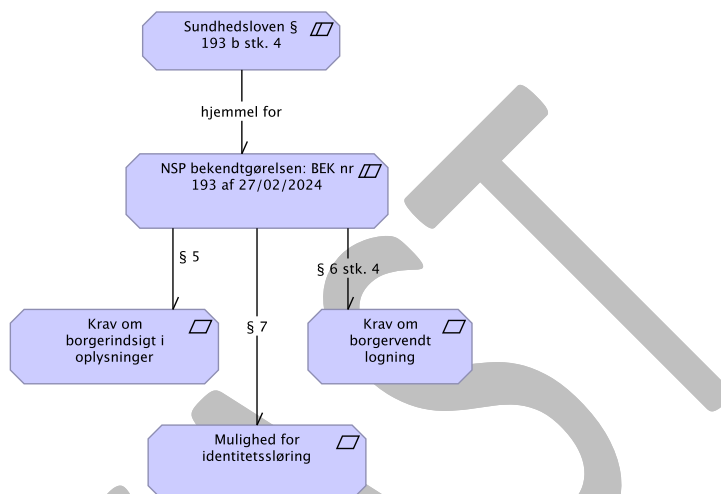 Sundhedsloven §
193 b stk. 4
hjemmel for
NSP bekendtgørelsen: BEK nr
193 af 27/02/2024
§ 5
§ 6 stk. 4
Krav om
borgerindsigt i
oplysninger
§ 7
Krav om
borgervendt
logning
Mulighed for
identitetssløring